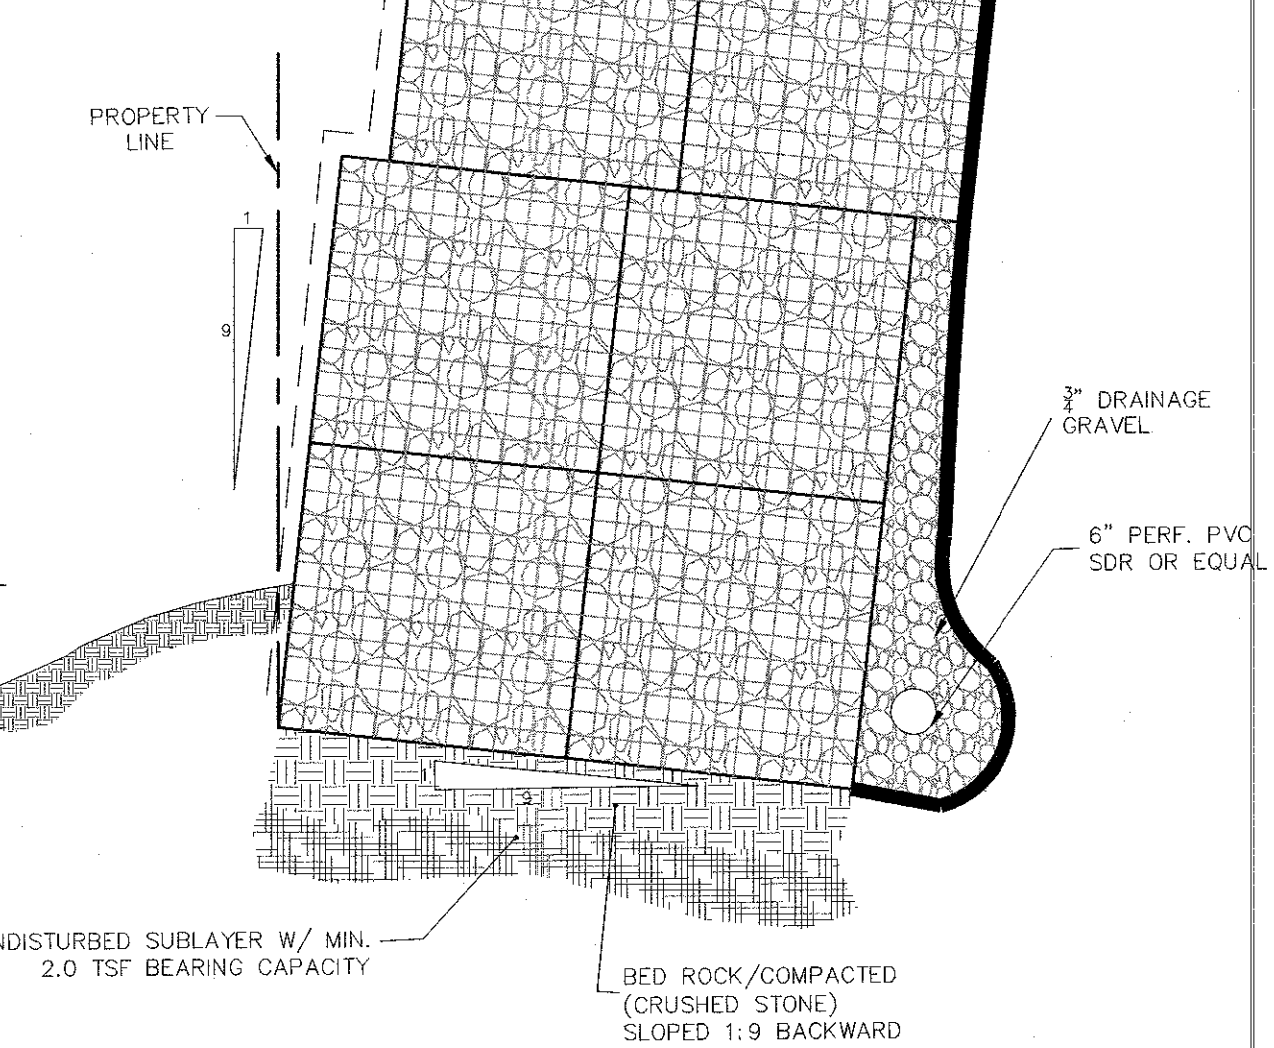 PROPERTY
LINE
1
9
3/4" DRAINAGE
GRAVEL
6" PERF. PVC
SDR OR EQUAL
1
9
NDISTURBED SUBLAYER W/ MIN.
2.0 TSF BEARING CAPACITY
BED ROCK/COMPACTED
(CRUSHED STONE)
SLOPED 1:9 BACKWARD